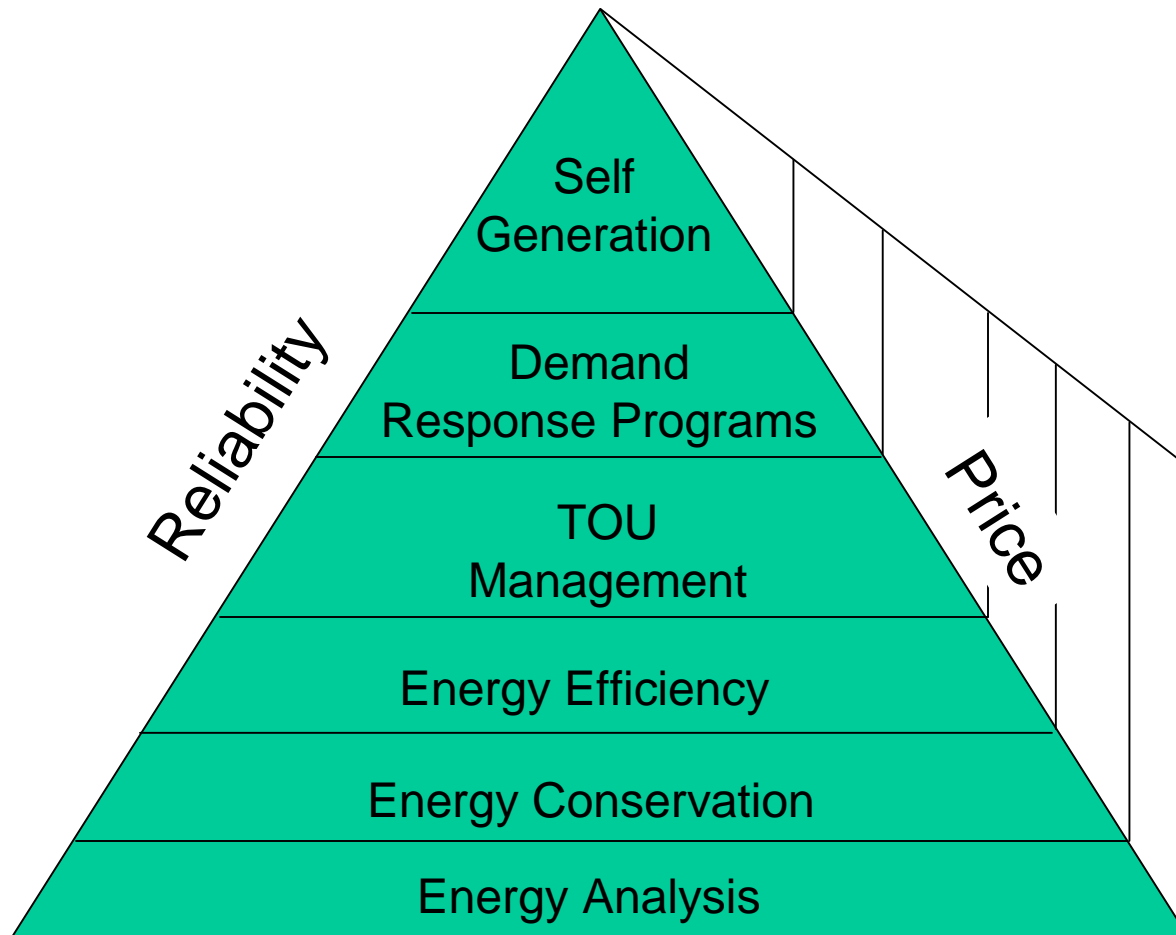 Self
Generation
Reliability
Demand
Response Programs
Price
TOU
Management
Energy Efficiency
Energy Conservation
Energy Analysis